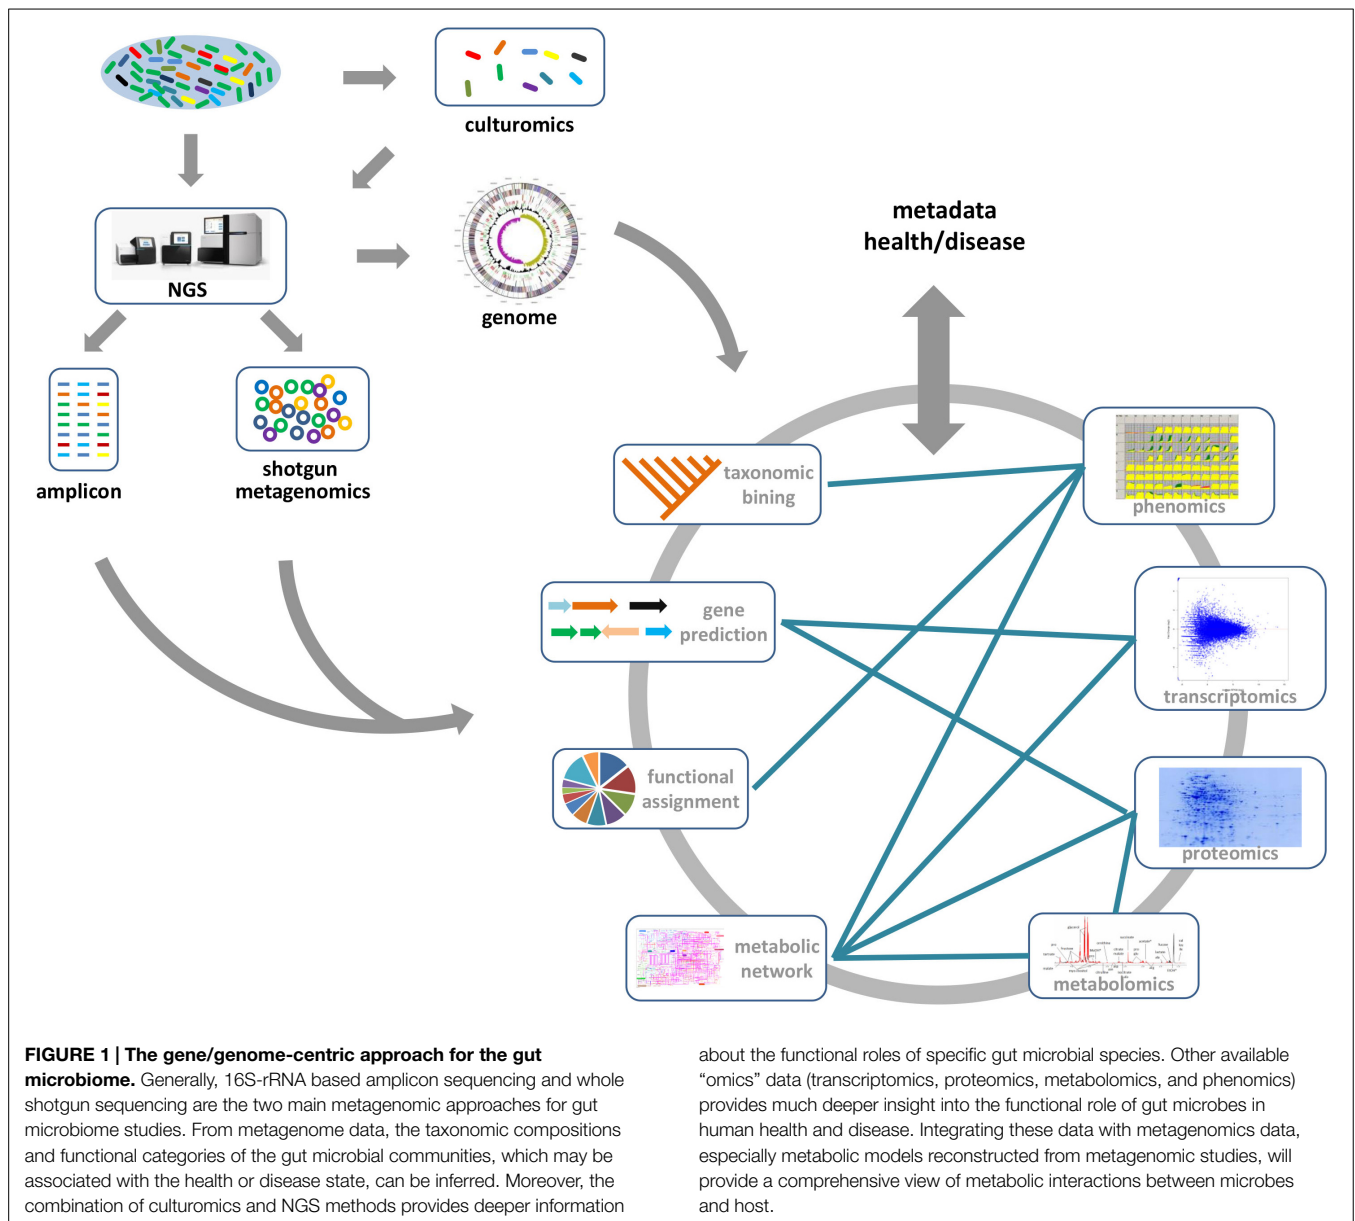 culturomics
NGS
genome
metadata
health/disease
amplicon
shotgun
metagenomics
taxonomic
bining
phenomics
gene
prediction
transcriptomics
functional
assignment
proteomics
metabolic
network
metabolomics
FIGURE 1 | The gene/genome-centric approach for the gut
microbiome. Generally, 16S-rRNA based amplicon sequencing and whole
shotgun sequencing are the two main metagenomic approaches for gut
microbiome studies. From metagenome data, the taxonomic compositions
and functional categories of the gut microbial communities, which may be
associated with the health or disease state, can be inferred. Moreover, the
combination of culturomics and NGS methods provides deeper information
about the functional roles of specific gut microbial species. Other available
“omics” data (transcriptomics, proteomics, metabolomics, and phenomics)
provides much deeper insight into the functional role of gut microbes in
human health and disease. Integrating these data with metagenomics data,
especially metabolic models reconstructed from metagenomic studies, will
provide a comprehensive view of metabolic interactions between microbes
and host.